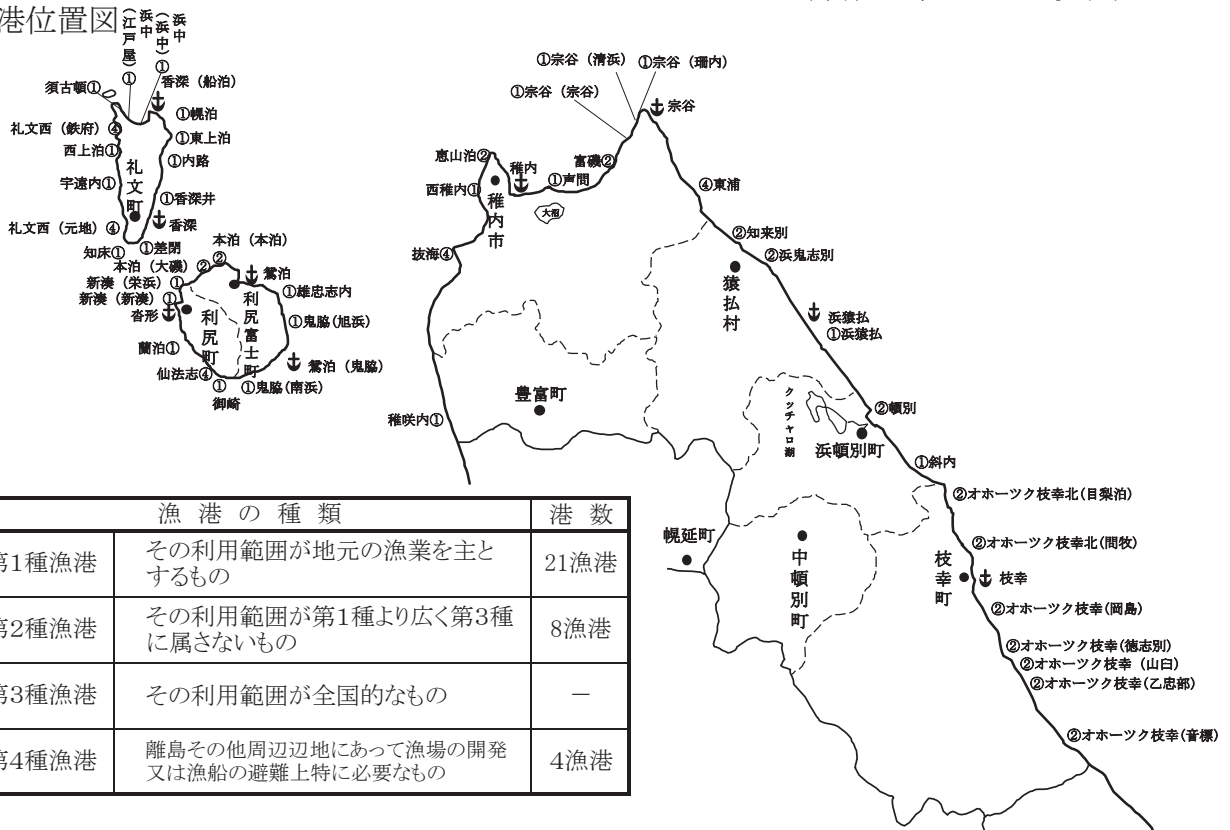 港位置図
浜中
(江戸屋)
①
浜中
(浜中)
①
香深（船泊）
須古頓①
①幌泊
礼文西（鉄府）④
①東上泊
西上泊①
①内路
礼文町
宇遠内①
①香深井
礼文西（元地）④
香深
知床①
①差閉
本泊（本泊）
②
本泊（大磯）②
新湊（栄浜）①
鴛泊
新湊（新湊）①
①雄忠志内
沓形
利尻町
利尻富士町
①鬼脇(旭浜)
蘭泊①
鴛泊（鬼脇）
仙法志④
①
御崎
①鬼脇(南浜)
①宗谷（清浜）
①宗谷（珊内）
①宗谷（宗谷）
宗谷
恵山泊②
稚内
富磯②
①声問
西稚内①
稚内市
大沼
④東浦
抜海④
②知来別
②浜鬼志別
猿払村
浜猿払
①浜猿払
豊富町
稚咲内①
クッチャロ湖
②頓別
浜頓別町
①斜内
②オホーツク枝幸北(目梨泊)
幌延町
中頓別町
②オホーツク枝幸北(問牧)
枝幸町
枝幸
②オホーツク枝幸(岡島)
②オホーツク枝幸(徳志別)
②オホーツク枝幸（山臼）
②オホーツク枝幸(乙忠部)
②オホーツク枝幸(音標)
漁港の種類
港数
第1種漁港
その利用範囲が地元の漁業を主と
するもの
21漁港
第2種漁港
その利用範囲が第1種より広く第3種
に属さないもの
8漁港
第3種漁港
その利用範囲が全国的なもの
－
第4種漁港
離島その他周辺辺地にあって漁場の開発
又は漁船の避難上特に必要なもの
4漁港